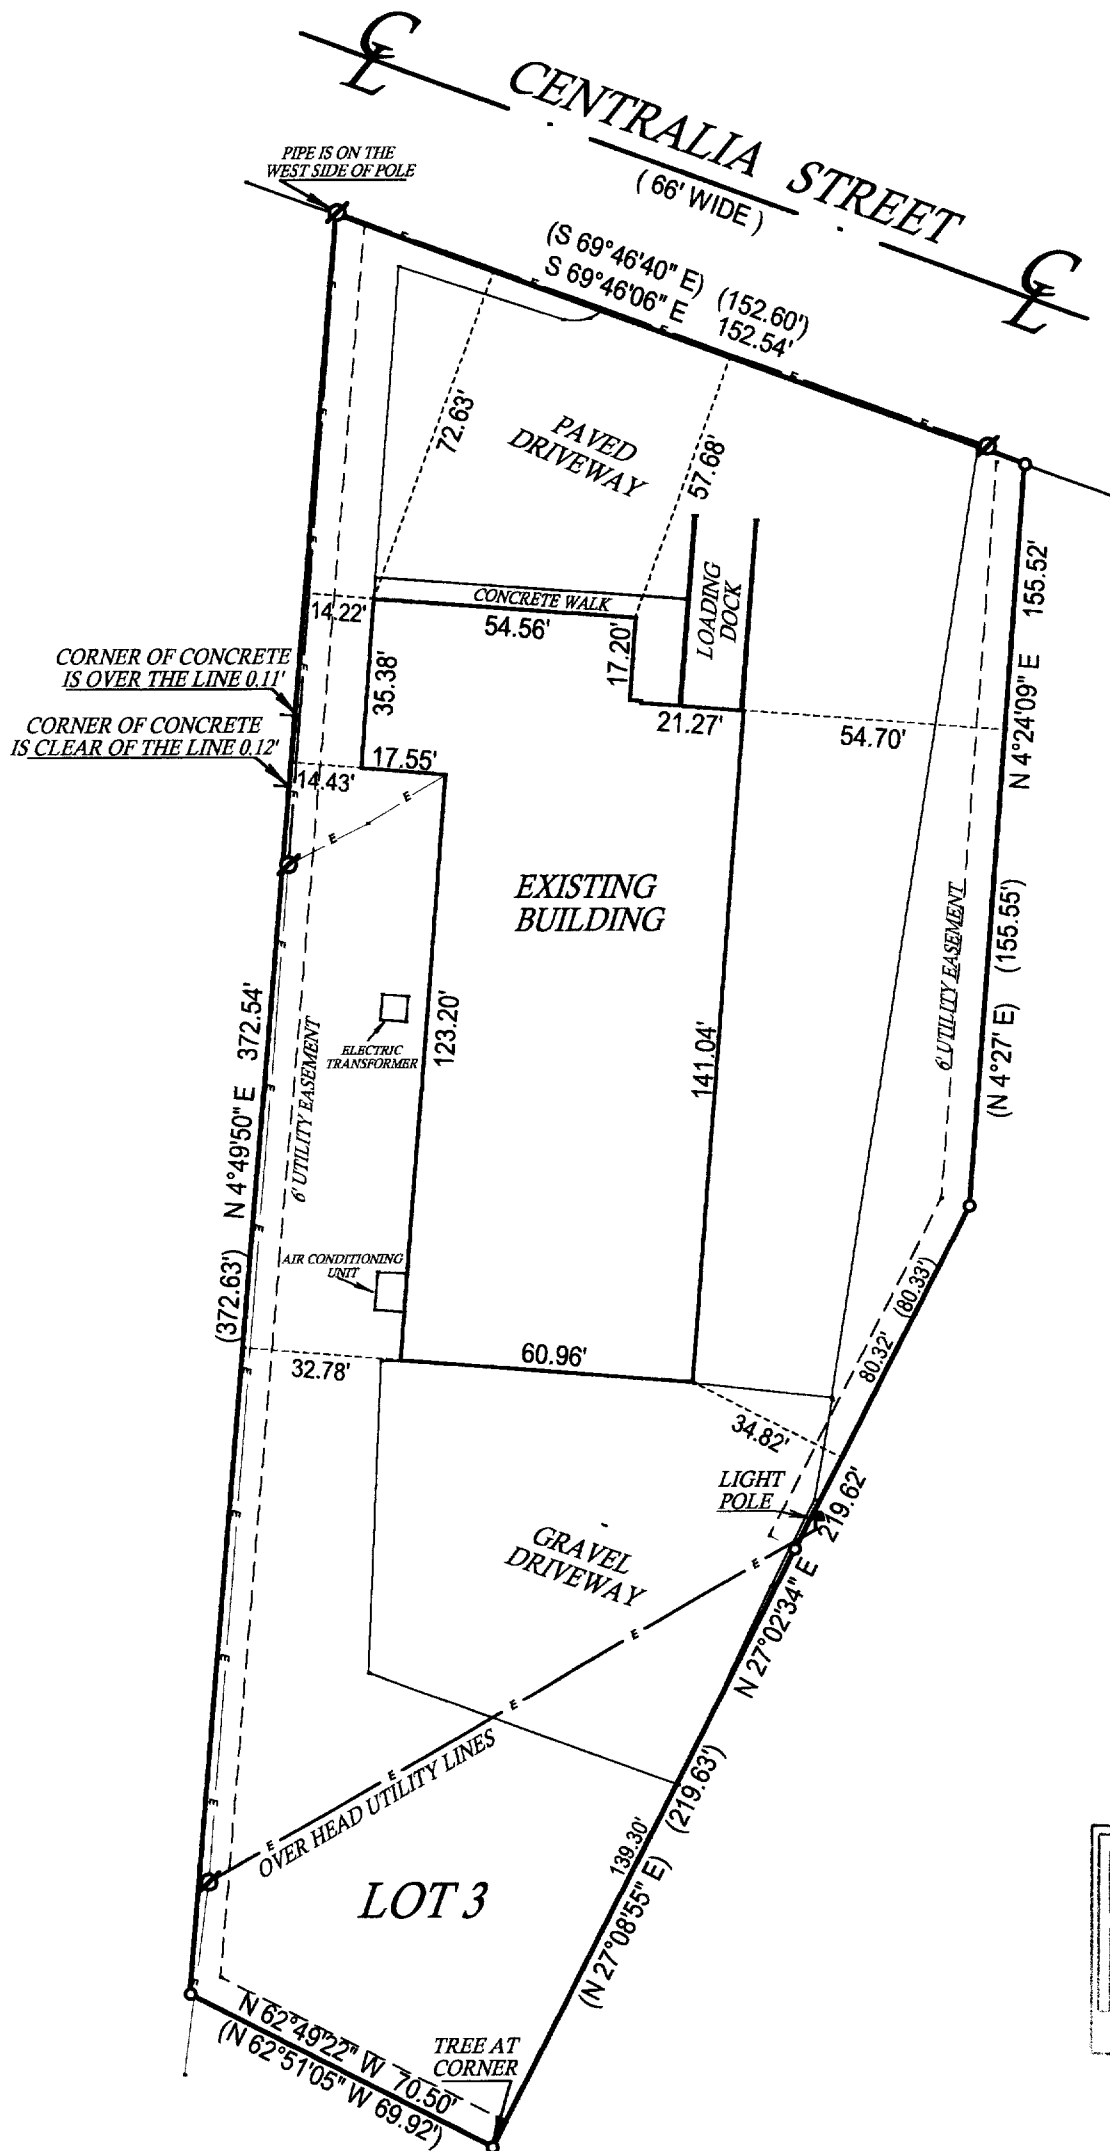 CL
CENTRALIA STREET
( 66' WIDE )
CL
PIPE IS ON THE
WEST SIDE OF POLE
(S 69°46'40" E) (152.60')
S 69°46'06" E 152.54'
72.63'
PAVED
DRIVEWAY
57.68'
LOADING
DOCK
CONCRETE WALK
14.22'
54.56'
17.20'
35.38'
155.52'
N 4°24'09" E
CORNER OF CONCRETE
IS OVER THE LINE 0.11'
CORNER OF CONCRETE
IS CLEAR OF THE LINE 0.12'
21.27'
54.70'
17.55'
14.43'
E
E
EXISTING
BUILDING
6' UTILITY EASEMENT
(N 4°27' E) (155.55')
ELECTRIC
TRANSFORMER
123.20'
141.04'
6' UTILITY EASEMENT
(372.63') N 4°49'50" E 372.54'
AIR CONDITIONING
UNIT
32.78'
60.96'
80.32' (80.33')
34.82'
LIGHT
POLE
GRAVEL
DRIVEWAY
N 27°02'34" E 219.62'
E
E
E
E
E
OVER HEAD UTILITY LINES
139.30'
(N 27°08'55" E) (219.63')
LOT 3
N 62°49'22" W 70.50'
(N 62°51'05" W 69.92')
TREE AT
CORNER